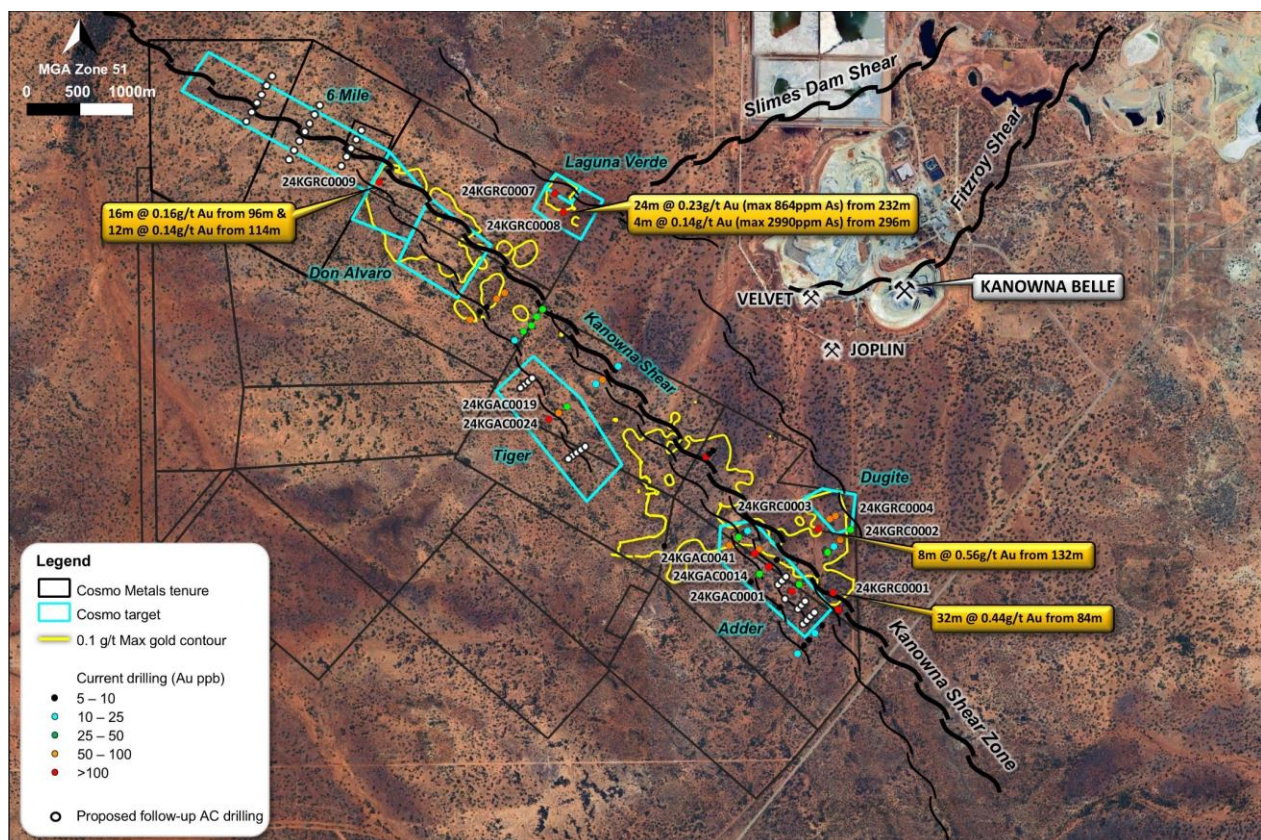 MGA Zone 51
0 500 1000m
6 Mile
Slimes Dam Shear
Fitzroy Shear
Laguna Verde
24KGRC0009
24KGRC0007
24KGRC0008
16m @ 0.16g/t Au from 96m &
12m @ 0.14g/t Au from 114m
24m @ 0.23g/t Au (max 864ppm As) from 232m
4m @ 0.14g/t Au (max 2990ppm As) from 296m
Don Alvaro
KANOWNA BELLE
VELVET
JOPLIN
Kanowna Shear
24KGAC0019
24KGAC0024
Tiger
Dugite
24KGRC0003
24KGRC0004
24KGRC0002
8m @ 0.56g/t Au from 132m
24KGAC0041
24KGAC0014
24KGAC0001
24KGRC0001
32m @ 0.44g/t Au from 84m
Adder
Kanowna Shear Zone
Legend
Cosmo Metals tenure
Cosmo target
0.1 g/t Max gold contour
Current drilling (Au ppb)
5 – 10
10 – 25
25 – 50
50 – 100
>100
Proposed follow-up AC drilling